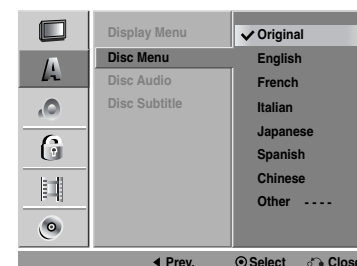 Display Menu
Disc Menu
Disc Audio
Disc Subtitle
Original
English
French
Italian
Japanese
Spanish
Chinese
Other - - - -
Prev. Select Close